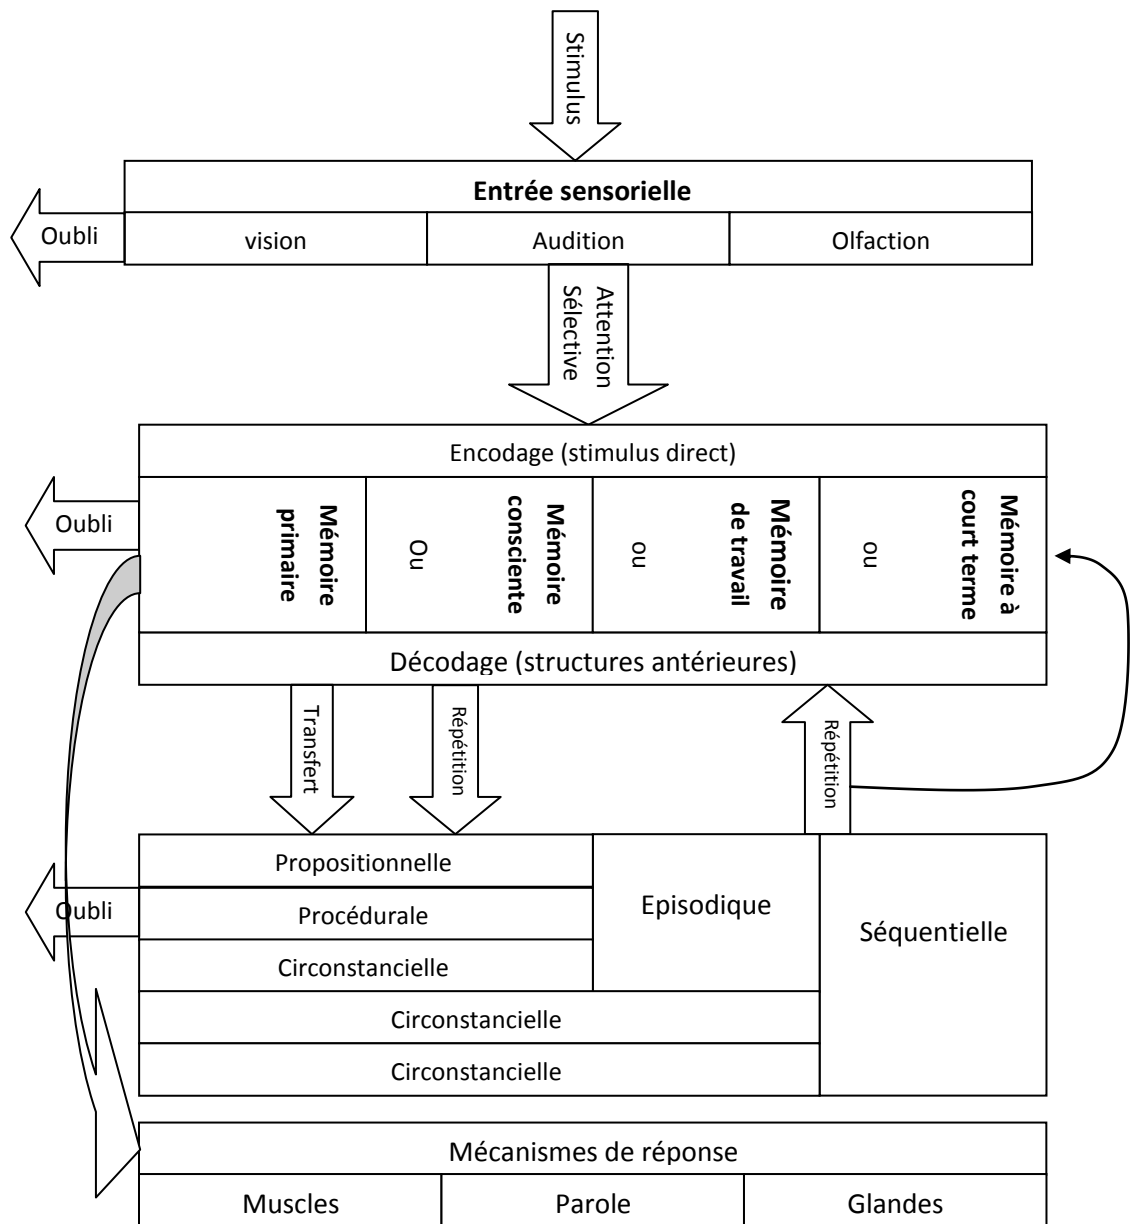 Stimulus
Entrée sensorielle
Oubli
vision
Audition
Olfaction
Attention
Sélective
Encodage (stimulus direct)
Oubli
Mémoire
primaire
Ou
Mémoire
consciente
ou
Mémoire
de travail
ou
Mémoire à
court terme
Décodage (structures antérieures)
Transfert
Répétition
Répétition
Propositionnelle
Episodique
Séquentielle
Oubli
Procédurale
Circonstancielle
Circonstancielle
Circonstancielle
Mécanismes de réponse
Muscles
Parole
Glandes